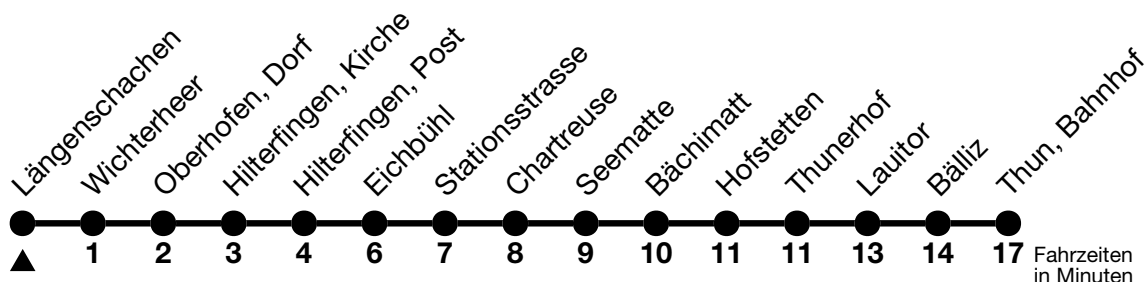 Längenschachen
Wichterheer
Oberhofen, Dorf
Hilterfingen, Kirche
Hilterfingen, Post
Eichbühl
Stationsstrasse
Chartreuse
Seematte
Bächimatt
Hofstetten
Thunerhof
Lauitor
Bälliz
Thun, Bahnhof
1 2 3 4 6 7 8 9 10 11 11 13 14 17 Fahrzeiten
in Minuten